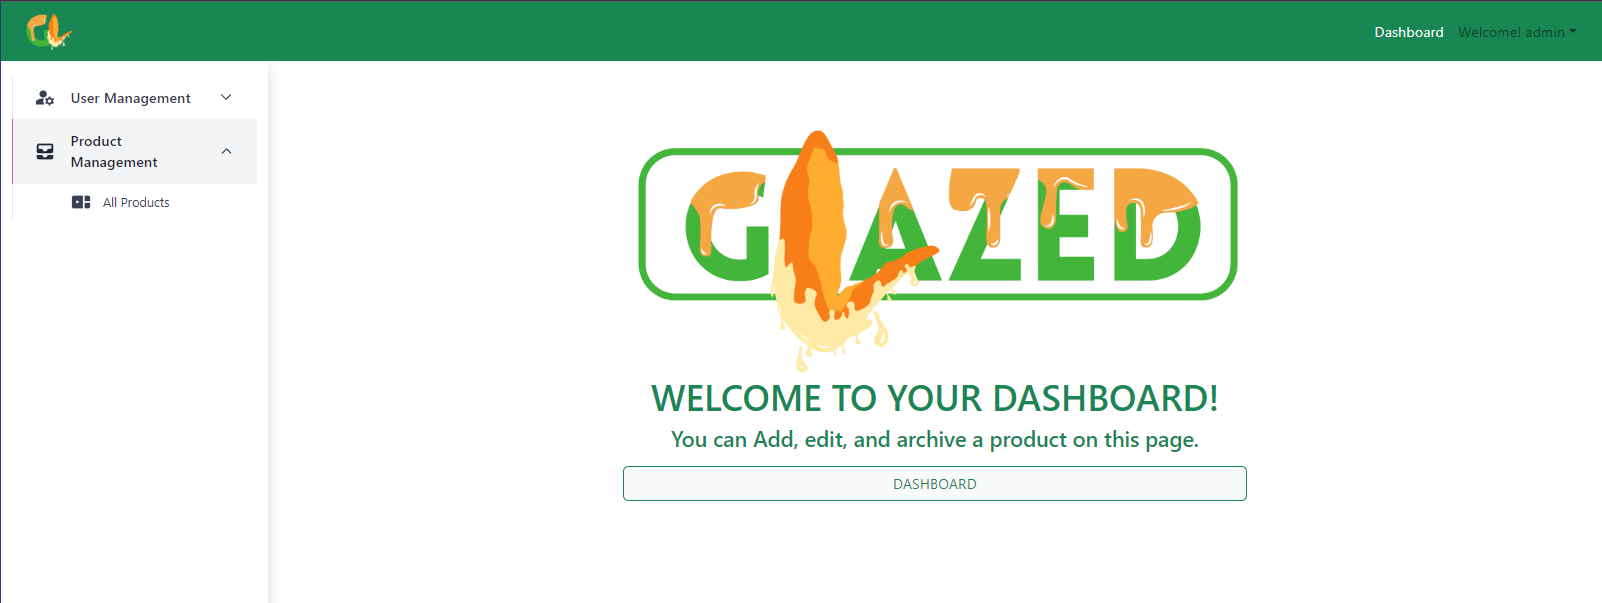 GL
Dashboard Welcome! admin
User Management
Product
Management
All Products
GLAZED
WELCOME TO YOUR DASHBOARD!
You can Add, edit, and archive a product on this page.
DASHBOARD